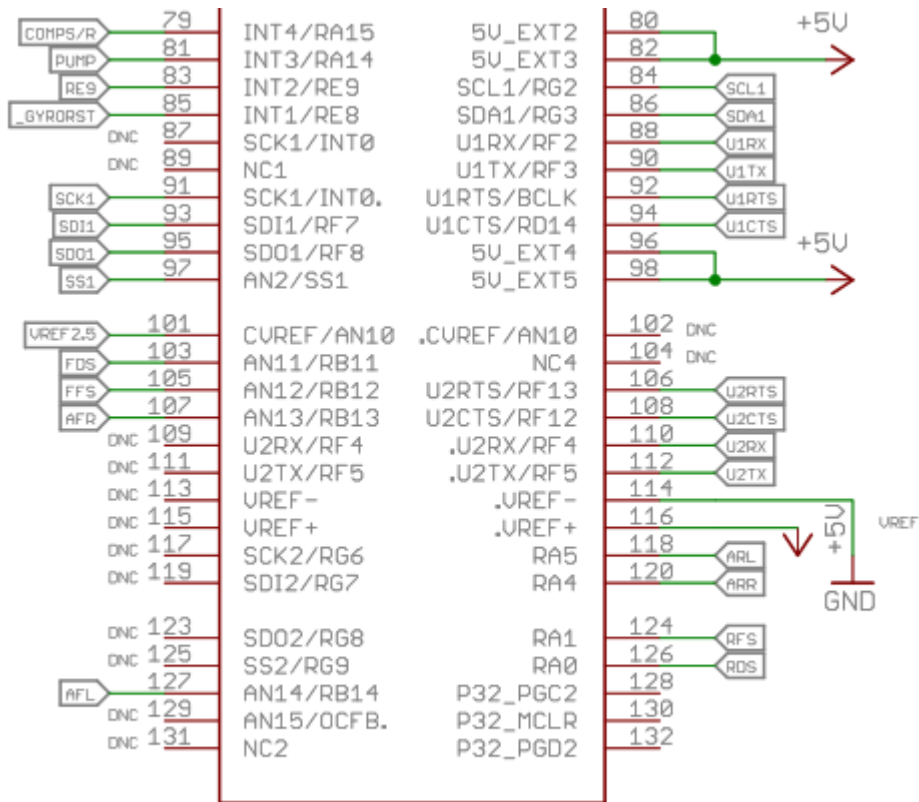 COMPS/R 79 INT4/RA15 5V_EXT2 80 +5V
PUMP 81 INT3/RA14 5V_EXT3 82
RE9 83 INT2/RE9 SCL1/RG2 84 SCL1
_GYRORST 85 INT1/RE8 SDA1/RG3 86 SDA1
DNC 87 SCK1/INT0 U1RX/RF2 88 U1RX
DNC 89 NC1 U1TX/RF3 90 U1TX
SCK1 91 SCK1/INT0. U1RTS/BCLK 92 U1RTS
SDI1 93 SDI1/RF7 U1CTS/RD14 94 U1CTS
SDO1 95 SDO1/RF8 5V_EXT4 96 +5V
SS1 97 AN2/SS1 5V_EXT5 98
VREF2.5 101 CVREF/AN10 .CVREF/AN10 102 DNC
FDS 103 AN11/RB11 NC4 104 DNC
FFS 105 AN12/RB12 U2RTS/RF13 106 U2RTS
AFR 107 AN13/RB13 U2CTS/RF12 108 U2CTS
DNC 109 U2RX/RF4 .U2RX/RF4 110 U2RX
DNC 111 U2TX/RF5 .U2TX/RF5 112 U2TX
DNC 113 VREF- .VREF- 114
DNC 115 VREF+ .VREF+ 116 +5V VREF
DNC 117 SCK2/RG6 RA5 118 ARL
DNC 119 SDI2/RG7 RA4 120 ARR
GND
DNC 123 SDO2/RG8 RA1 124 RFS
DNC 125 SS2/RG9 RA0 126 RDS
AFL 127 AN14/RB14 P32_PGC2 128
DNC 129 AN15/OCFB. P32_MCLR 130
DNC 131 NC2 P32_PGD2 132